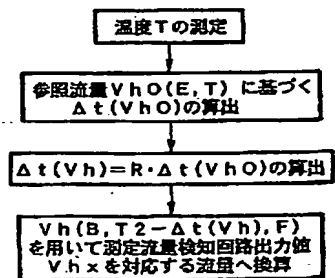 温度Tの測定
参照流量Vh0(E,T)に基づく
Δt(Vh0)の算出
Δt(Vh)=R・Δt(Vh0)の算出
Vh(B,T2-Δt(Vh),F)
を用いて測定流量検知回路出力値
Vhxを対応する流量へ換算